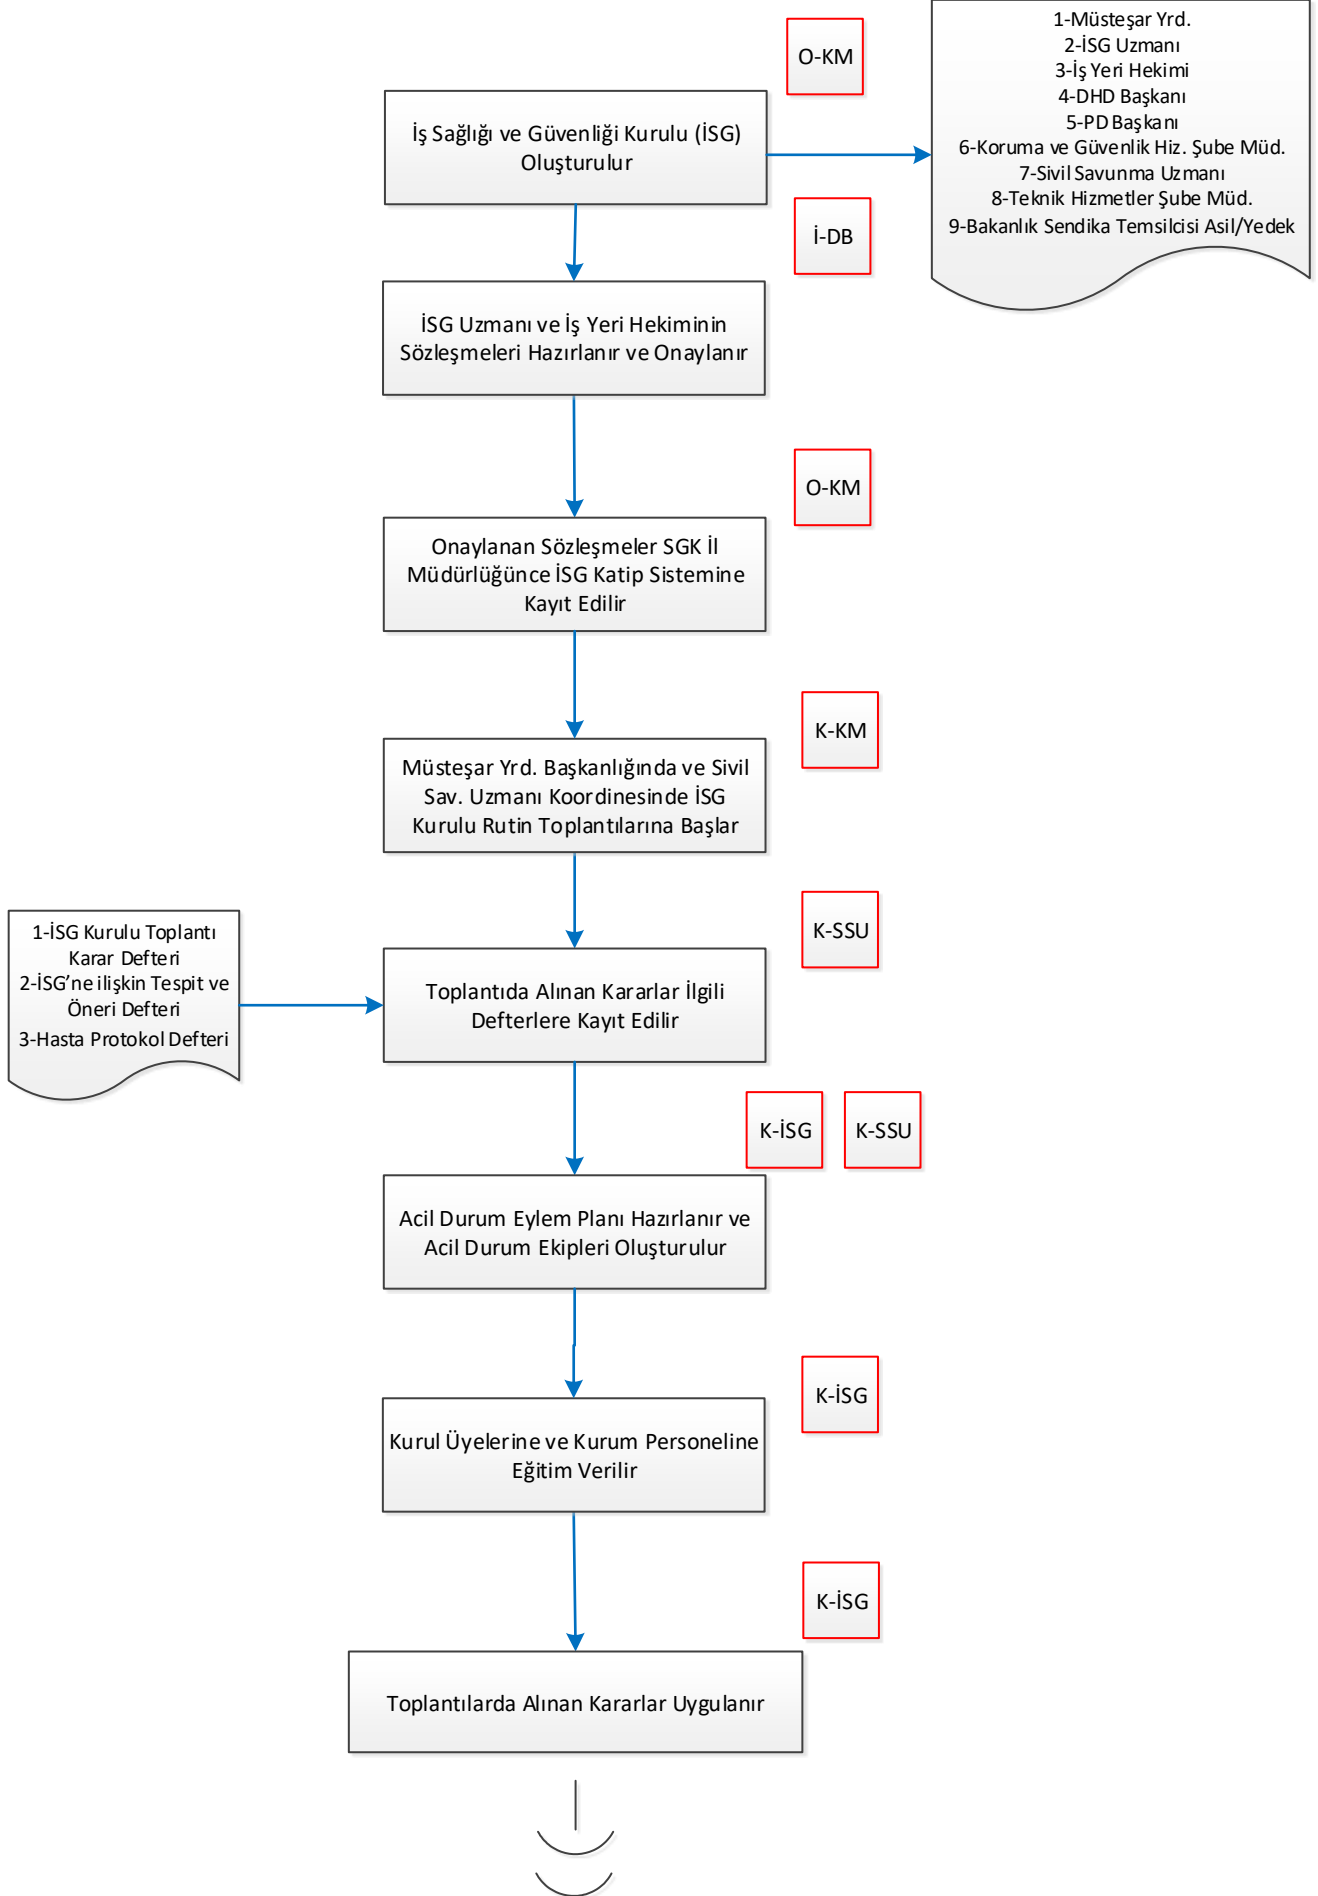 O-KM
1-Müsteşar Yrd.
2-İSG Uzmanı
3-İş Yeri Hekimi
4-DHD Başkanı
5-PD Başkanı
6-Koruma ve Güvenlik Hiz. Şube Müd.
7-Sivil Savunma Uzmanı
8-Teknik Hizmetler Şube Müd.
9-Bakanlık Sendika Temsilcisi Asil/Yedek
İş Sağlığı ve Güvenliği Kurulu (İSG)
Oluşturulur
İ-DB
İSG Uzmanı ve İş Yeri Hekiminin
Sözleşmeleri Hazırlanır ve Onaylanır
O-KM
Onaylanan Sözleşmeler SGK İl
Müdürlüğünce İSG Katip Sistemine
Kayıt Edilir
K-KM
Müsteşar Yrd. Başkanlığında ve Sivil
Sav. Uzmanı Koordinesinde İSG
Kurulu Rutin Toplantılarına Başlar
K-SSU
1-İSG Kurulu Toplantı
Karar Defteri
2-İSG’ne ilişkin Tespit ve
Öneri Defteri
3-Hasta Protokol Defteri
Toplantıda Alınan Kararlar İlgili
Defterlere Kayıt Edilir
K-İSG
K-SSU
Acil Durum Eylem Planı Hazırlanır ve
Acil Durum Ekipleri Oluşturulur
K-İSG
Kurul Üyelerine ve Kurum Personeline
Eğitim Verilir
K-İSG
Toplantılarda Alınan Kararlar Uygulanır